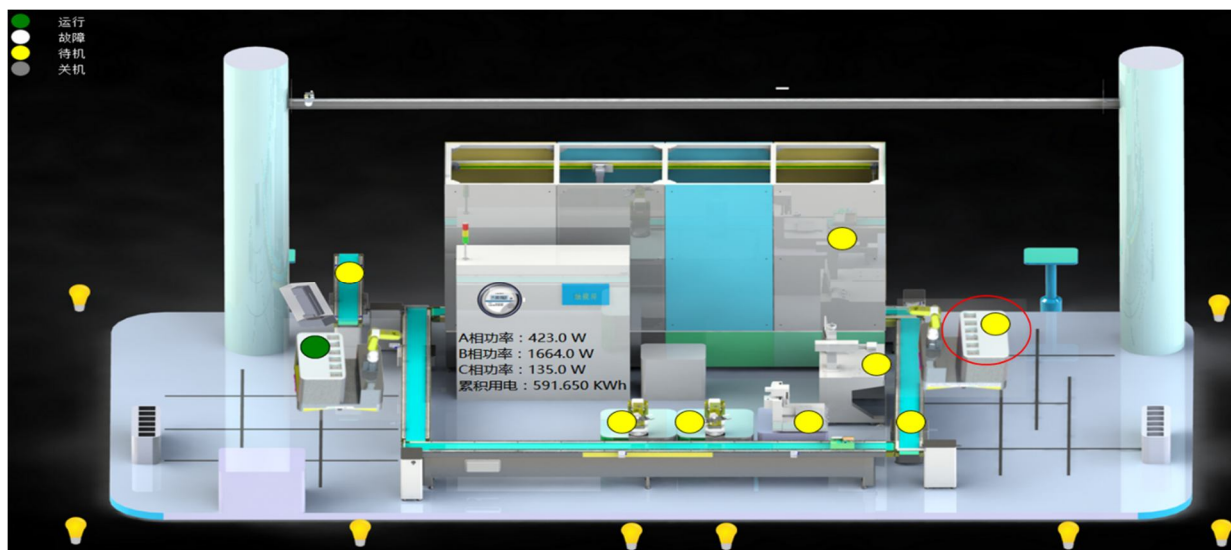 运行
故障
待机
关机
A相功率：423.0 W
B相功率：1664.0 W
C相功率：135.0 W
累积用电：591.650 KWh